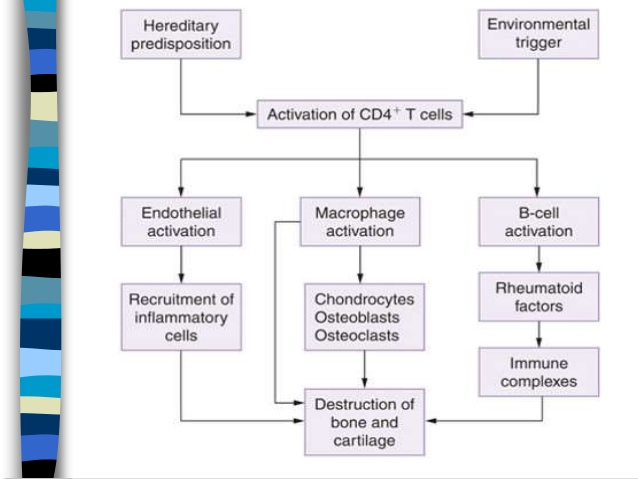 Hereditary
predisposition
Environmental
trigger
Activation of CD4+ T cells
Endothelial
activation
Macrophage
activation
B-cell
activation
Recruitment of
inflammatory
cells
Chondrocytes
Osteoblasts
Osteoclasts
Rheumatoid
factors
Immune
complexes
Destruction of
bone and
cartilage